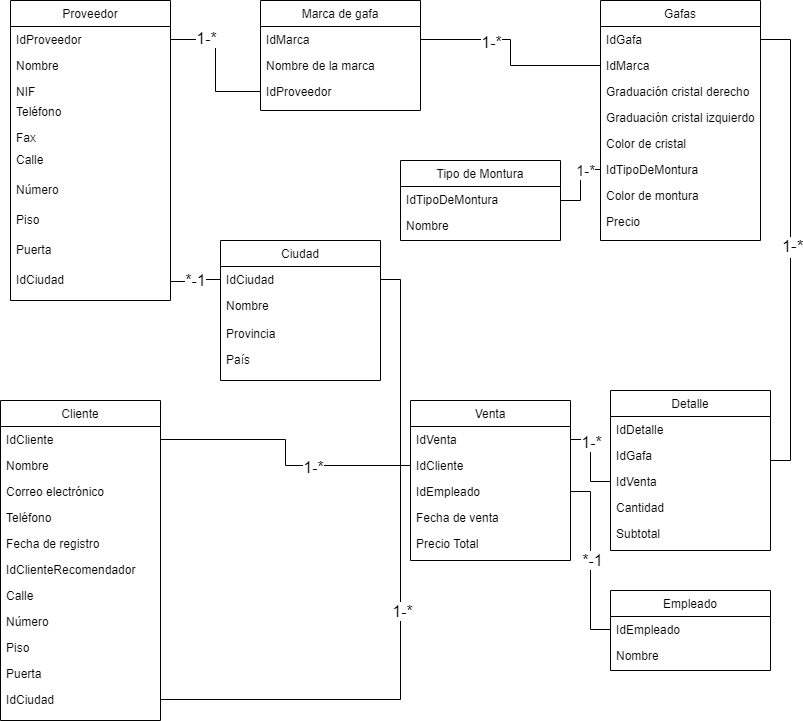 Proveedor
IdProveedor
Nombre
NIF
Teléfono
Fax
Calle
Número
Piso
Puerta
IdCiudad
1-*
Marca de gafa
IdMarca
Nombre de la marca
IdProveedor
1-*
Gafas
IdGafa
IdMarca
Graduación cristal derecho
Graduación cristal izquierdo
Color de cristal
IdTipoDeMontura
Color de montura
Precio
1-*
Tipo de Montura
IdTipoDeMontura
Nombre
1-*
*-1
Ciudad
IdCiudad
Nombre
Provincia
País
Cliente
IdCliente
Nombre
Correo electrónico
Teléfono
Fecha de registro
IdClienteRecomendador
Calle
Número
Piso
Puerta
IdCiudad
1-*
1-*
Venta
IdVenta
IdCliente
IdEmpleado
Fecha de venta
Precio Total
1-*
Detalle
IdDetalle
IdGafa
IdVenta
Cantidad
Subtotal
*-1
Empleado
IdEmpleado
Nombre